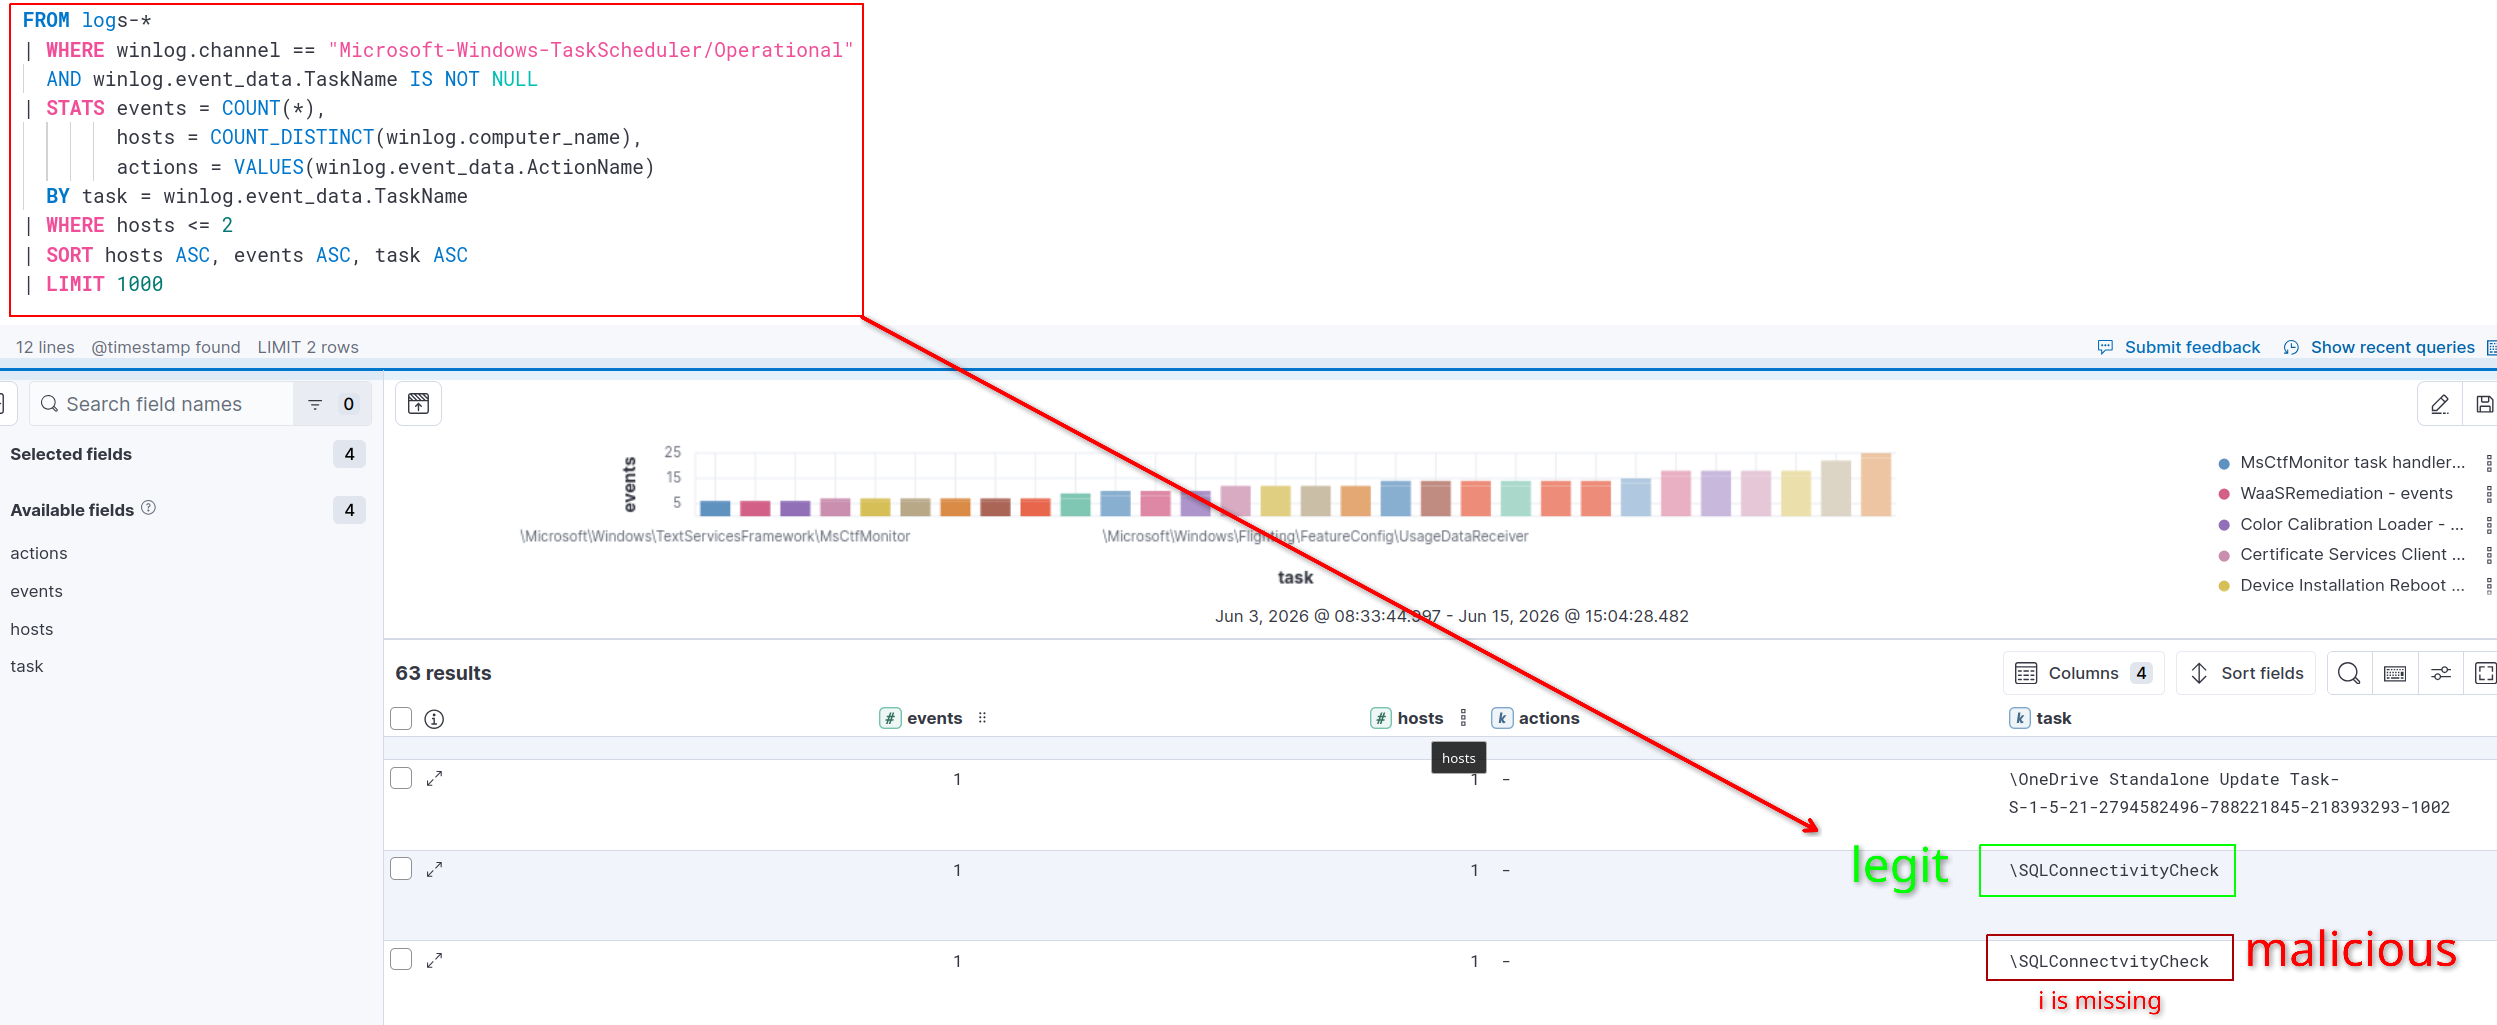 FROM logs-*
| WHERE winlog.channel == "Microsoft-Windows-TaskScheduler/Operational"
AND winlog.event_data.TaskName IS NOT NULL
| STATS events = COUNT(*),
hosts = COUNT_DISTINCT(winlog.computer_name),
actions = VALUES(winlog.event_data.ActionName)
BY task = winlog.event_data.TaskName
| WHERE hosts <= 2
| SORT hosts ASC, events ASC, task ASC
| LIMIT 1000
12 lines @timestamp found LIMIT 2 rows
Submit feedback Show recent queries
Search field names 0
Selected fields 4
Available fields 4
actions
events
hosts
task
events
25
15
5
\Microsoft\Windows\TextServicesFramework\MsCtfMonitor
\Microsoft\Windows\Flighting\FeatureConfig\UsageDataReceiver
task
Jun 3, 2026 @ 08:33:44.997 - Jun 15, 2026 @ 15:04:28.482
MsCtfMonitor task handler...
WaaSRemediation - events
Color Calibration Loader - ...
Certificate Services Client ...
Device Installation Reboot ...
63 results
Columns 4 Sort fields
# events # hosts k actions k task
hosts
1 1 - \OneDrive Standalone Update Task-
S-1-5-21-2794582496-788221845-218393293-1002
legit
1 1 - \SQLConnectivityCheck
malicious
1 1 - \SQLConnectvityCheck
i is missing